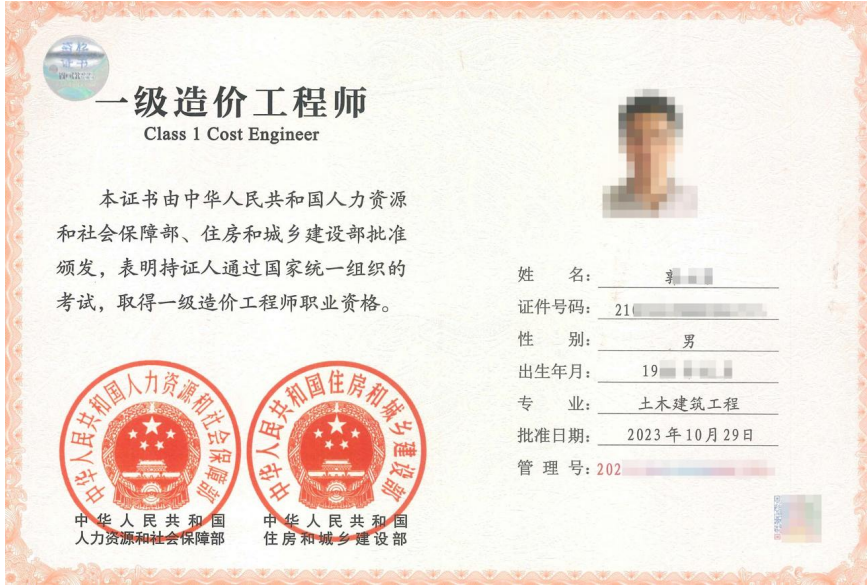 一级造价工程师
Class 1 Cost Engineer
本证书由中华人民共和国人力资源
和社会保障部、住房和城乡建设部批准
颁发,表明持证人通过国家统一组织的
考试,取得一级造价工程师职业资格。
中华人民共和国人力资源和社会保障部
中华人民共和国住房和城乡建设部
中华人民共和国
人力资源和社会保障部
中华人民共和国
住房和城乡建设部
姓 名:郭
证件号码:21
性 别:男
出生年月:19
专 业:土木建筑工程
批准日期:2023年10月29日
管 理 号:202